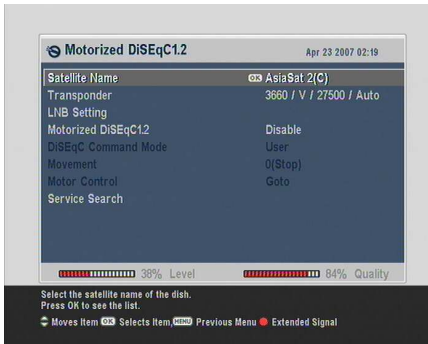 Motorized DiSEqC1.2 Apr 23 2007 02:19
Satellite Name OK AsiaSat 2(C)
Transponder 3660 / V / 27500 / Auto
LNB Setting
Motorized DiSEqC1.2 Disable
DiSEqC Command Mode User
Movement 0(Stop)
Motor Control Goto
Service Search
38% Level 84% Quality
Select the satellite name of the dish.
Press OK to see the list.
Moves Item OK Selects Item, MENU Previous Menu Extended Signal